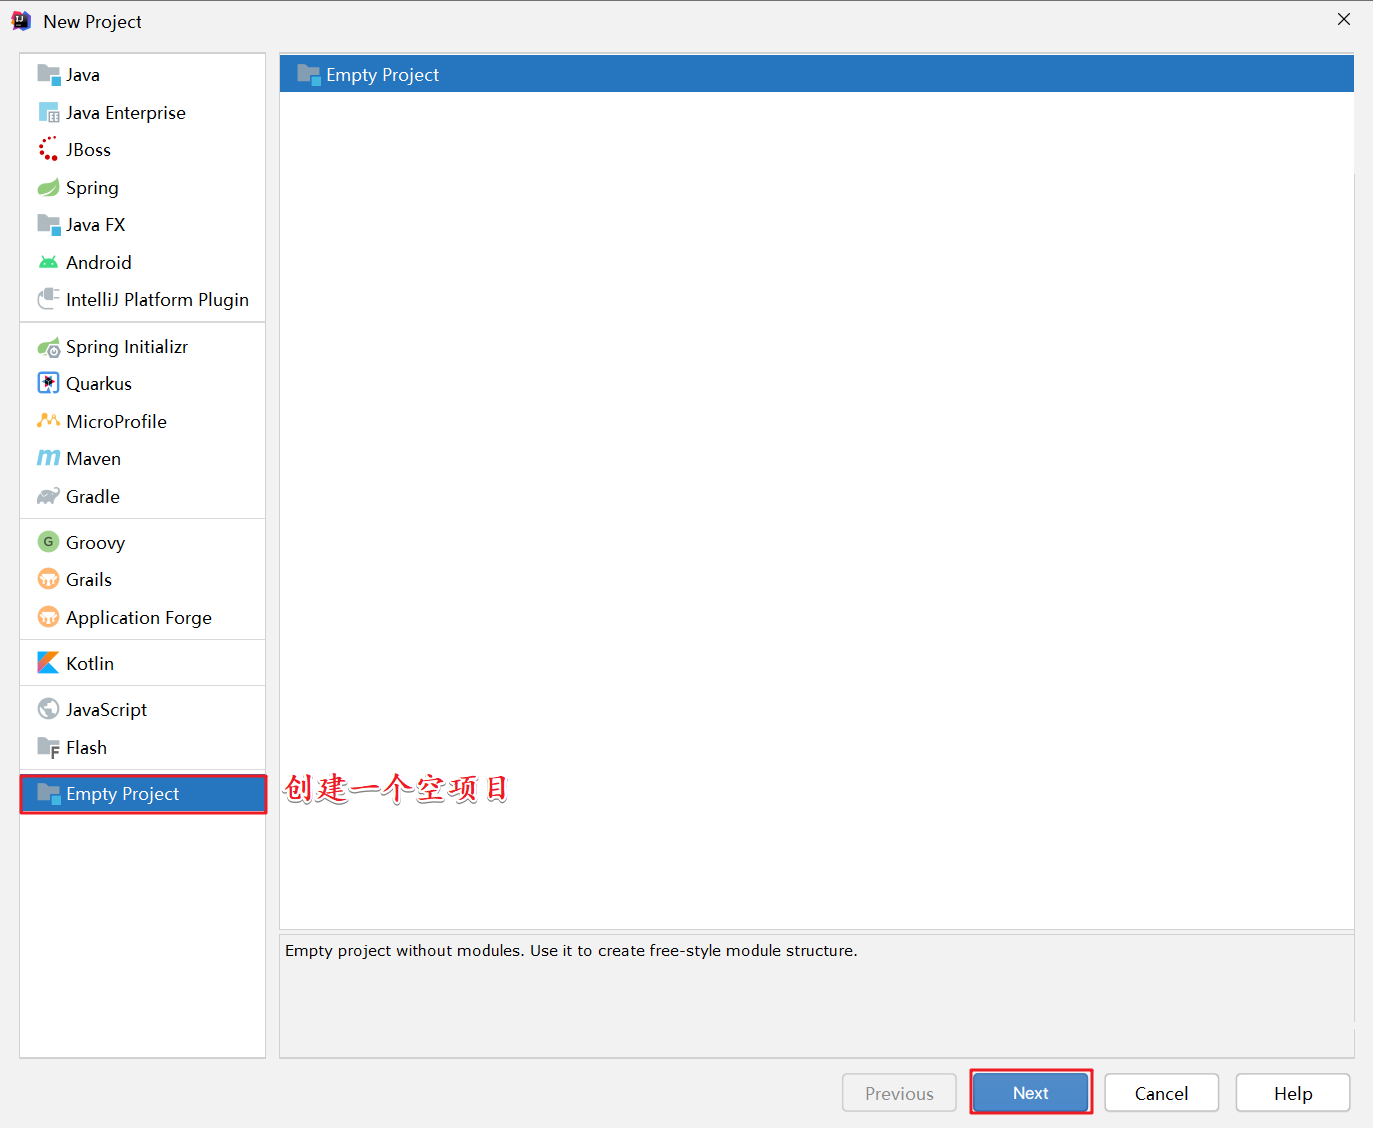 New Project
Java
Java Enterprise
JBoss
Spring
Java FX
Android
IntelliJ Platform Plugin
Spring Initializr
Quarkus
MicroProfile
Maven
Gradle
Groovy
Grails
Application Forge
Kotlin
JavaScript
Flash
Empty Project
Empty Project
创建一个空项目
Empty project without modules. Use it to create free-style module structure.
Previous
Next
Cancel
Help